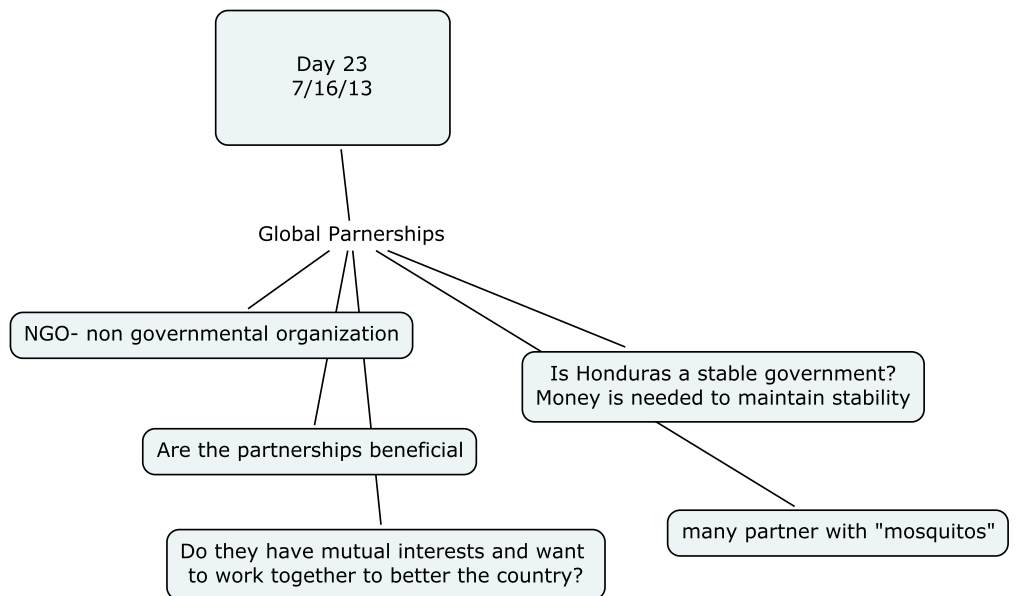 Day 23
7/16/13
Global Parnerships
NGO- non governmental organization
Is Honduras a stable government?
Money is needed to maintain stability
Are the partnerships beneficial
many partner with "mosquitos"
Do they have mutual interests and want
to work together to better the country?